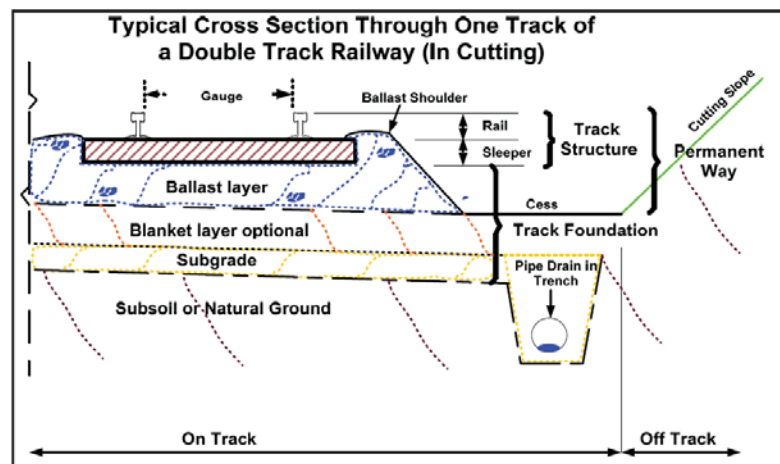 Typical Cross Section Through One Track of
a Double Track Railway (In Cutting)
Gauge
Ballast Shoulder
Rail
Sleeper
Track
Structure
Cutting Slope
Permanent
Way
Ballast layer
Cess
Blanket layer optional
Track Foundation
Subgrade
Pipe Drain in
Trench
Subsoil or Natural Ground
On Track
Off Track